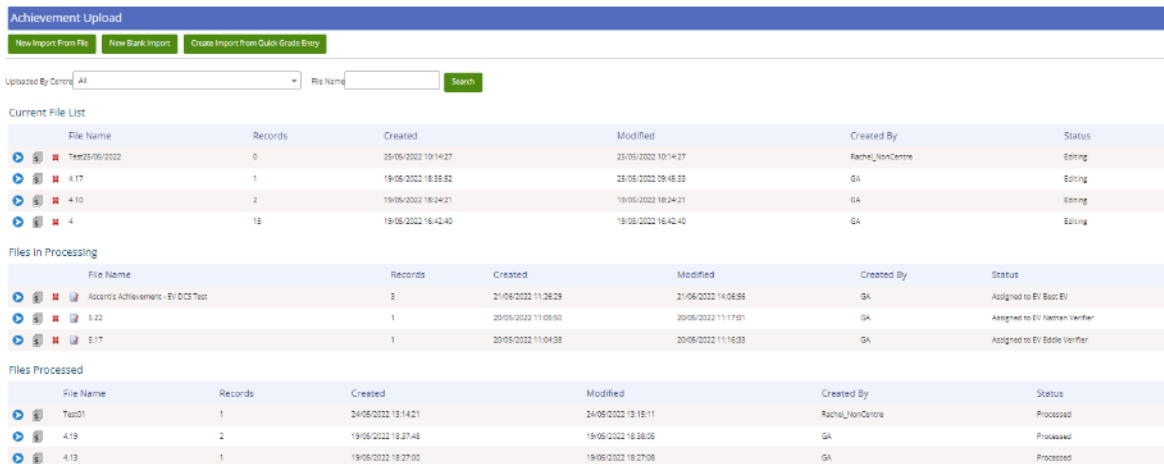 Achievement Upload
New Import From File New Blank Import Create Import from Quick Grade Entry
Uploaded By Centre All File Name Search
Current File List
File Name Records Created Modified Created By Status
Test25/05/2022 0 25/05/2022 10:14:27 25/05/2022 10:14:27 Rachel_NonCentre Editing
4.17 1 19/05/2022 18:35:52 25/05/2022 09:45:33 GA Editing
4.10 2 19/05/2022 18:24:21 19/05/2022 18:24:21 GA Editing
4 15 19/05/2022 16:42:40 19/05/2022 16:42:40 GA Editing
Files In Processing
File Name Records Created Modified Created By Status
Ascentis Achievement - EV DCS Test 3 21/06/2022 11:26:29 21/06/2022 14:06:56 GA Assigned to EV Best EV
5.22 1 20/05/2022 11:05:50 20/05/2022 11:17:01 GA Assigned to EV Nathan Verifier
5.17 1 20/05/2022 11:04:38 20/05/2022 11:16:33 GA Assigned to EV Eddie Verifier
Files Processed
File Name Records Created Modified Created By Status
Test01 1 24/05/2022 13:14:21 24/05/2022 13:15:11 Rachel_NonCentre Processed
4.19 2 19/05/2022 18:37:48 19/05/2022 18:38:05 GA Processed
4.13 1 19/05/2022 18:27:00 19/05/2022 18:27:08 GA Processed